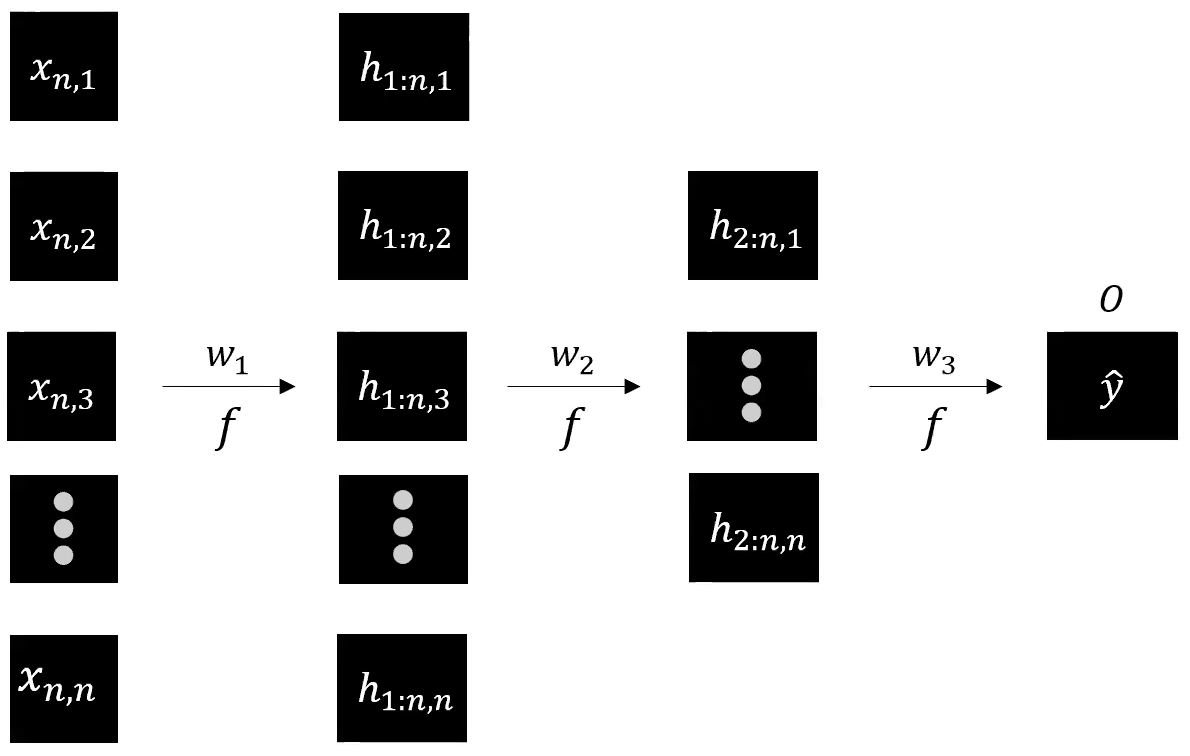 x_{n,1} h_{1:n,1}
x_{n,2} h_{1:n,2} h_{2:n,1}
O
w_1 w_2 w_3
x_{n,3} h_{1:n,3} ŷ
f f f
h_{2:n,n}
x_{n,n} h_{1:n,n}